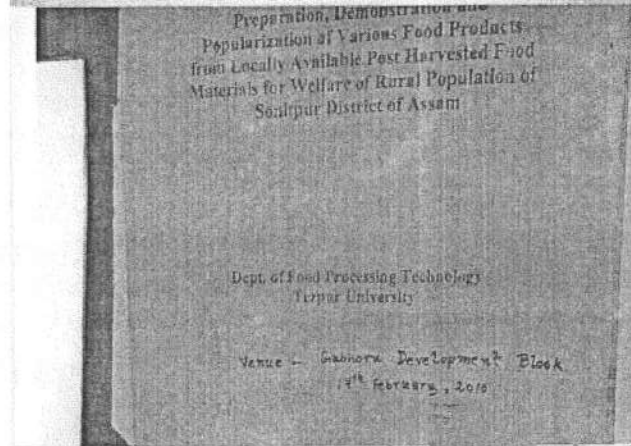 Preparation, Demonstration and
Popularization of Various Food Products
from Locally Available Post Harvested Food
Materials for Welfare of Rural Population of
Sonitpur District of Assam
Dept. of Food Processing Technology
Tezpur University
Venue - Development Block
17th February, 2010